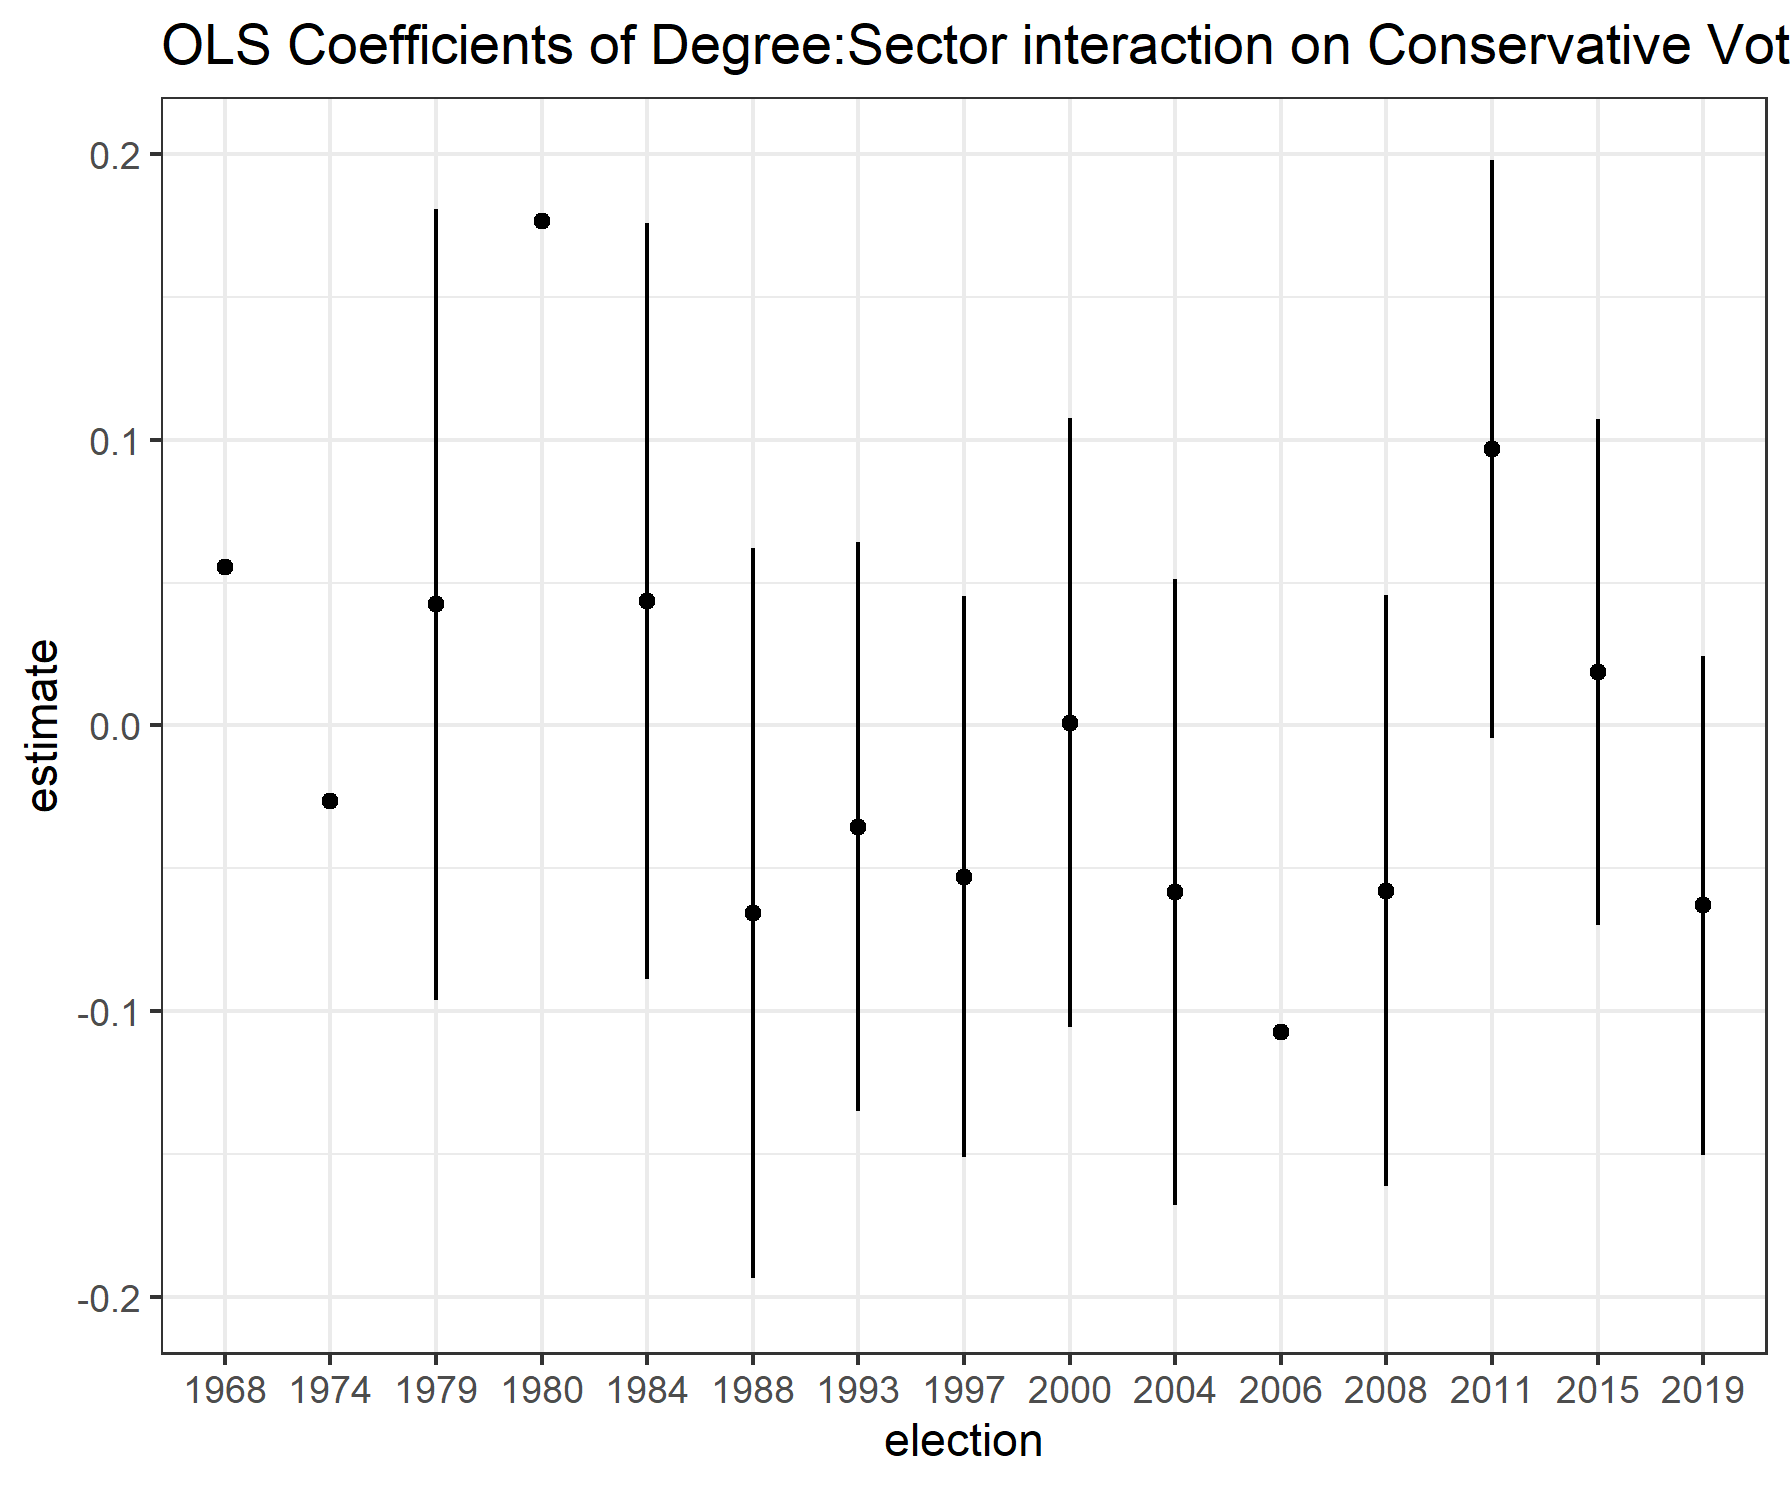 OLS Coefficients of Degree:Sector interaction on Conservative Vot
0.2
0.1
0.0
-0.1
-0.2
estimate
1968 1974 1979 1980 1984 1988 1993 1997 2000 2004 2006 2008 2011 2015 2019
election